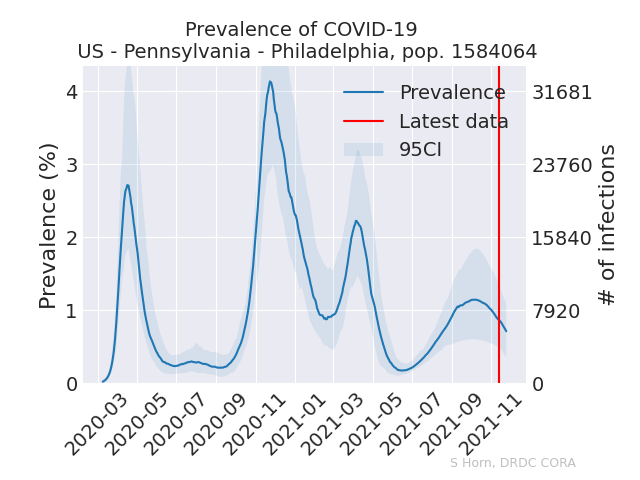 Prevalence of COVID-19
US - Pennsylvania - Philadelphia, pop. 1584064
Prevalence
Latest data
95CI
Prevalence (%)
4
3
2
1
0
31681
23760
15840
7920
0
# of infections
2020-03
2020-05
2020-07
2020-09
2020-11
2021-01
2021-03
2021-05
2021-07
2021-09
2021-11
S Horn, DRDC CORA